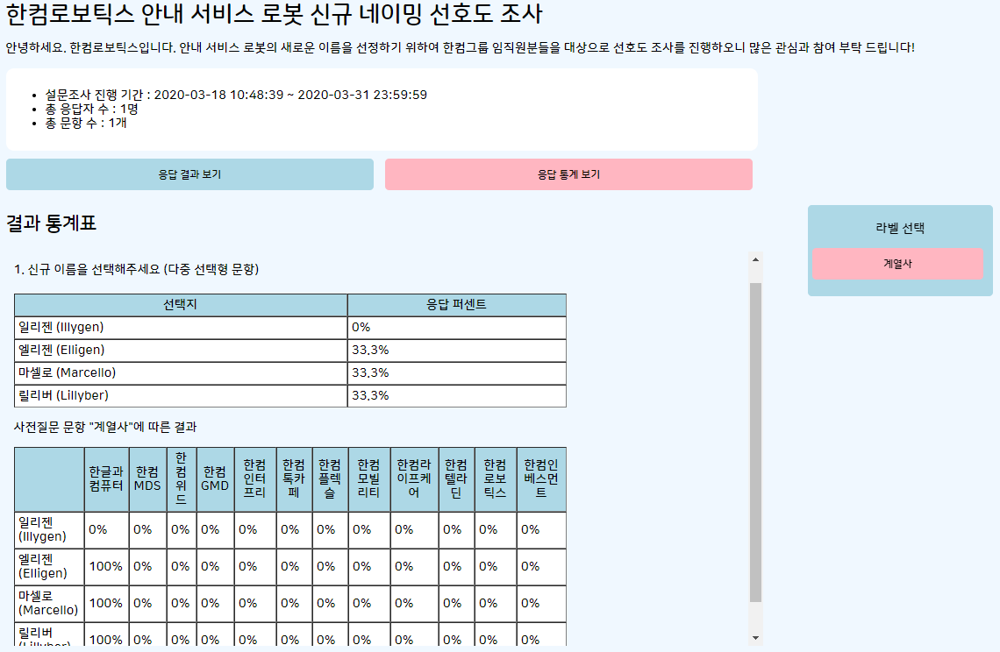 한컴로보틱스 안내 서비스 로봇 신규 네이밍 선호도 조사
안녕하세요. 한컴로보틱스입니다. 안내 서비스 로봇의 새로운 이름을 선정하기 위하여 한컴그룹 임직원분들을 대상으로 선호도 조사를 진행하오니 많은 관심과 참여 부탁 드립니다!
설문조사 진행 기간 : 2020-03-18 10:48:39 ~ 2020-03-31 23:59:59
총 응답자 수 : 1명
총 문항 수 : 1개
응답 결과 보기 응답 통계 보기
결과 통계표
라벨 선택
계열사
1. 신규 이름을 선택해주세요 (다중 선택형 문항)
선택지 응답 퍼센트
일리젠 (Illygen) 0%
엘리젠 (Elligen) 33.3%
마셀로 (Marcello) 33.3%
릴리버 (Lillyber) 33.3%
사전질문 문항 "계열사"에 따른 결과
한글과컴퓨터 한컴MDS 한컴위드 한컴GMD 한컴인터프리 한컴톡카페 한컴플렉슬 한컴모빌리티 한컴라이프케어 한컴텔라딘 한컴로보틱스 한컴인베스먼트
일리젠 (Illygen) 0% 0% 0% 0% 0% 0% 0% 0% 0% 0% 0% 0%
엘리젠 (Elligen) 100% 0% 0% 0% 0% 0% 0% 0% 0% 0% 0% 0%
마셀로 (Marcello) 100% 0% 0% 0% 0% 0% 0% 0% 0% 0% 0% 0%
릴리버 (Lillyber) 100% 0% 0% 0% 0% 0% 0% 0% 0% 0% 0% 0%